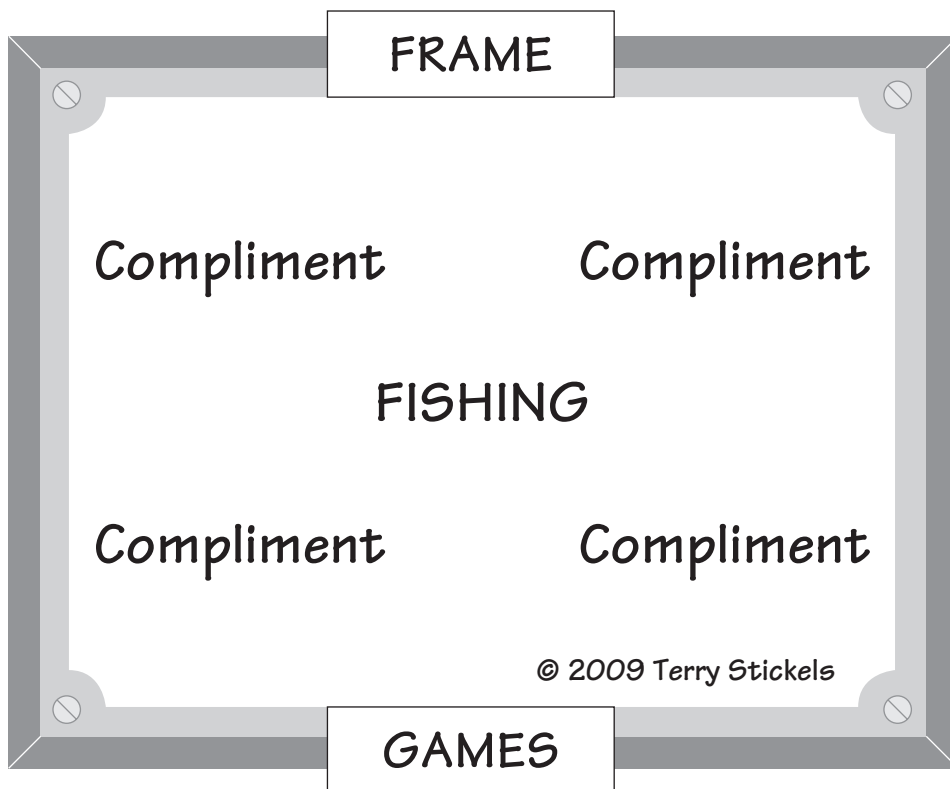 FRAME
Compliment Compliment
FISHING
Compliment Compliment
© 2009 Terry Stickels
GAMES